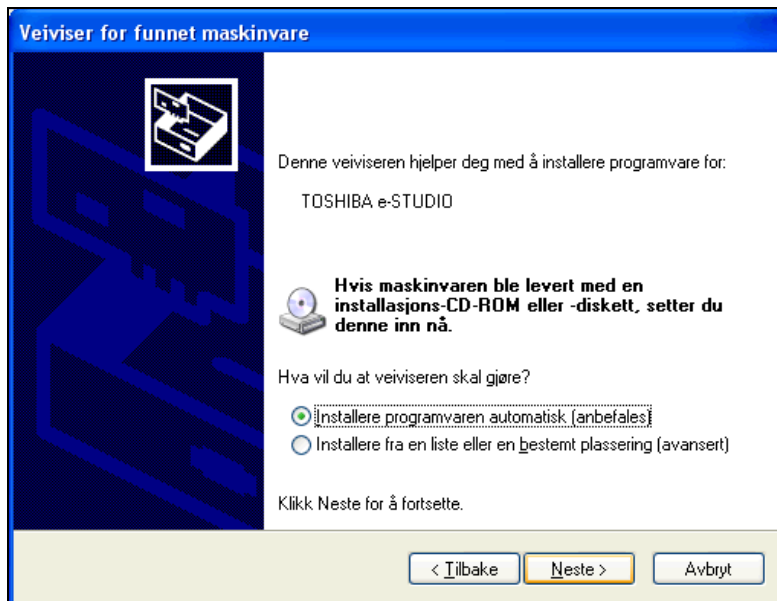 Veiviser for funnet maskinvare
Denne veiviseren hjelper deg med å installere programvare for:
TOSHIBA e-STUDIO
Hvis maskinvaren ble levert med en
installasjons-CD-ROM eller -diskett, setter du
denne inn nå.
Hva vil du at veiviseren skal gjøre?
Installere programvaren automatisk (anbefales)
Installere fra en liste eller en bestemt plassering (avansert)
Klikk Neste for å fortsette.
< Tilbake Neste > Avbryt